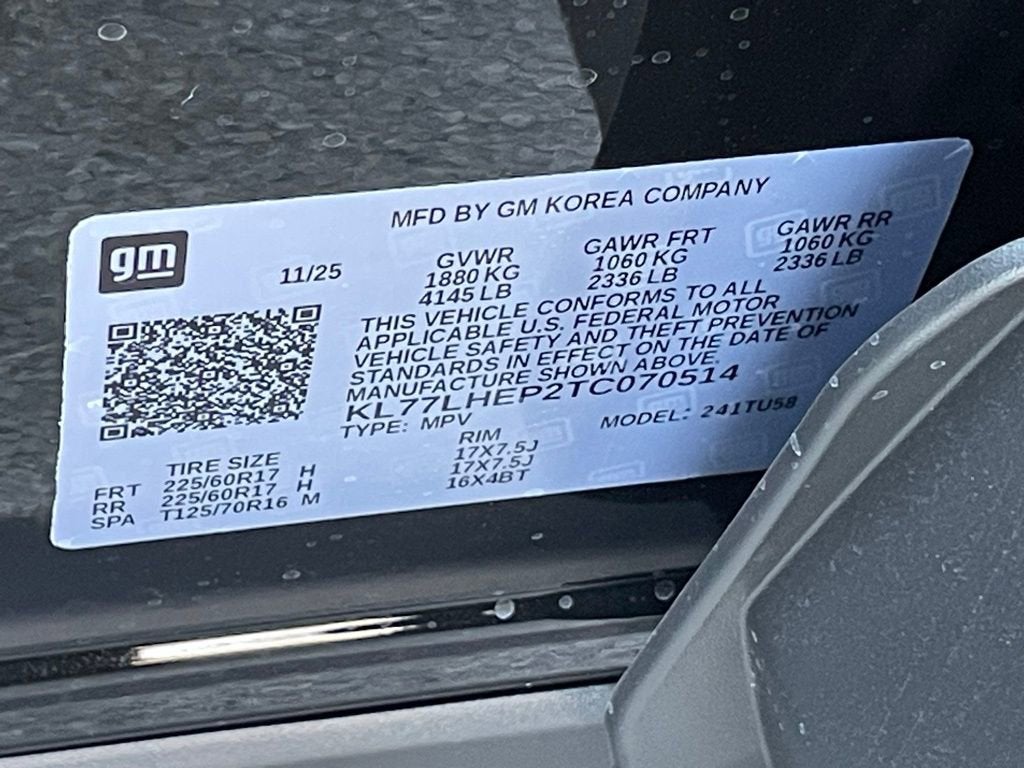 MFD BY GM KOREA COMPANY
gm
11/25
GVWR GAWR FRT GAWR RR
1880 KG 1060 KG 1060 KG
4145 LB 2336 LB 2336 LB
THIS VEHICLE CONFORMS TO ALL
APPLICABLE U.S. FEDERAL MOTOR
VEHICLE SAFETY AND THEFT PREVENTION
STANDARDS IN EFFECT ON THE DATE OF
MANUFACTURE SHOWN ABOVE.
KL77LHEP2TC070514
TYPE: MPV MODEL: 241TU58
TIRE SIZE RIM
FRT 225/60R17 H 17X7.5J
RR 225/60R17 H 17X7.5J
SPA T125/70R16 M 16X4BT